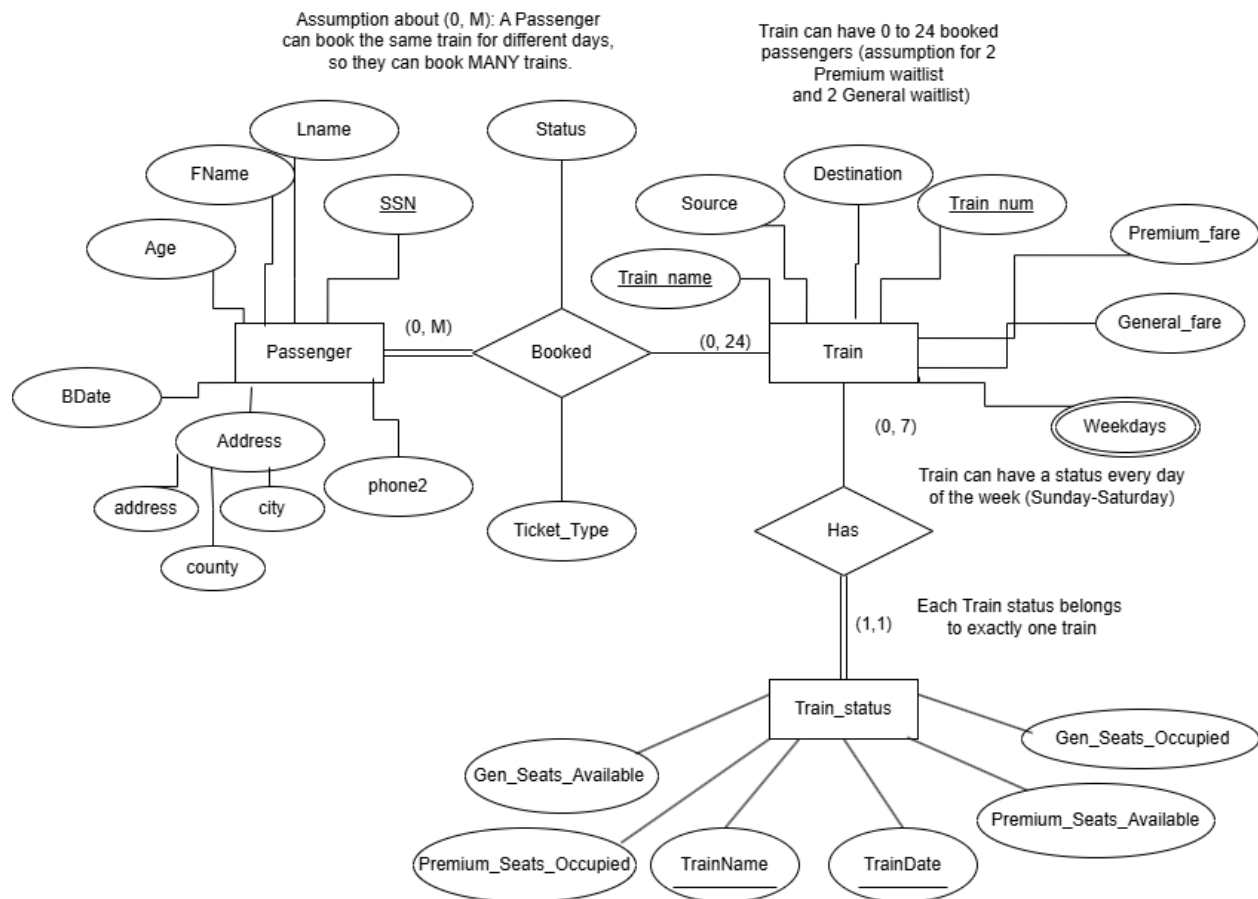 Assumption about (0, M): A Passenger
can book the same train for different days,
so they can book MANY trains.
Train can have 0 to 24 booked
passengers (assumption for 2
Premium waitlist
and 2 General waitlist)
Lname
Status
FName
Destination
SSN
Source
Train_num
Age
Premium_fare
Train_name
General_fare
(0, M)
Passenger
Booked
(0, 24)
Train
BDate
Weekdays
(0, 7)
Address
Train can have a status every day
of the week (Sunday-Saturday)
phone2
address
city
Ticket_Type
Has
county
Each Train status belongs
to exactly one train
(1,1)
Train_status
Gen_Seats_Occupied
Gen_Seats_Available
Premium_Seats_Available
Premium_Seats_Occupied
TrainName
TrainDate